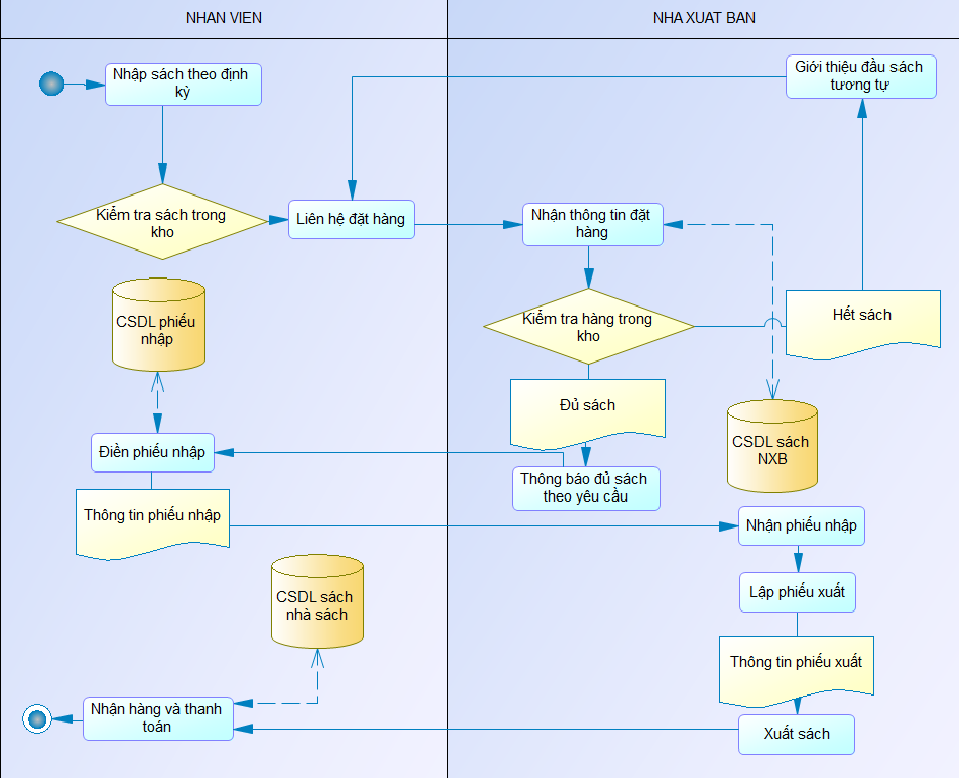 NHAN VIEN
NHA XUAT BAN
Nhập sách theo định
kỳ
Giới thiệu đầu sách
tương tự
Kiểm tra sách trong
kho
Liên hệ đặt hàng
Nhận thông tin đặt
hàng
CSDL phiếu
nhập
Kiểm tra hàng trong
kho
Hết sách
Đủ sách
Điền phiếu nhập
CSDL sách
NXB
Thông báo đủ sách
theo yêu cầu
Thông tin phiếu nhập
Nhận phiếu nhập
CSDL sách
nhà sách
Lập phiếu xuất
Thông tin phiếu xuất
Nhận hàng và thanh
toán
Xuất sách